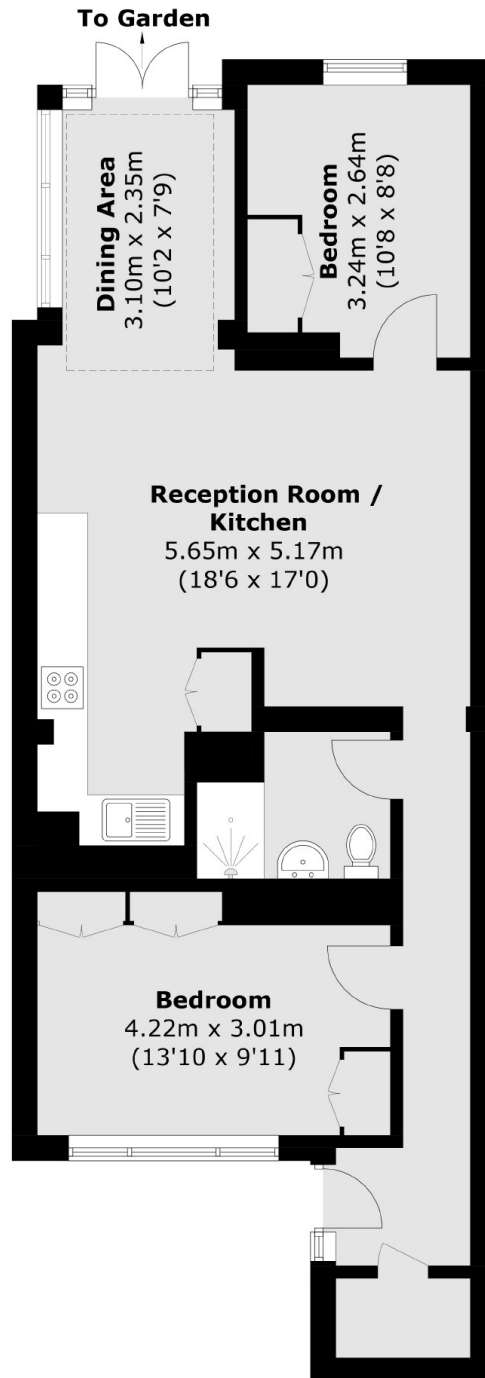 To Garden
Dining Area
3.10m x 2.35m
(10'2 x 7'9)
Bedroom
3.24m x 2.64m
(10'8 x 8'8)
Reception Room /
Kitchen
5.65m x 5.17m
(18'6 x 17'0)
Bedroom
4.22m x 3.01m
(13'10 x 9'11)